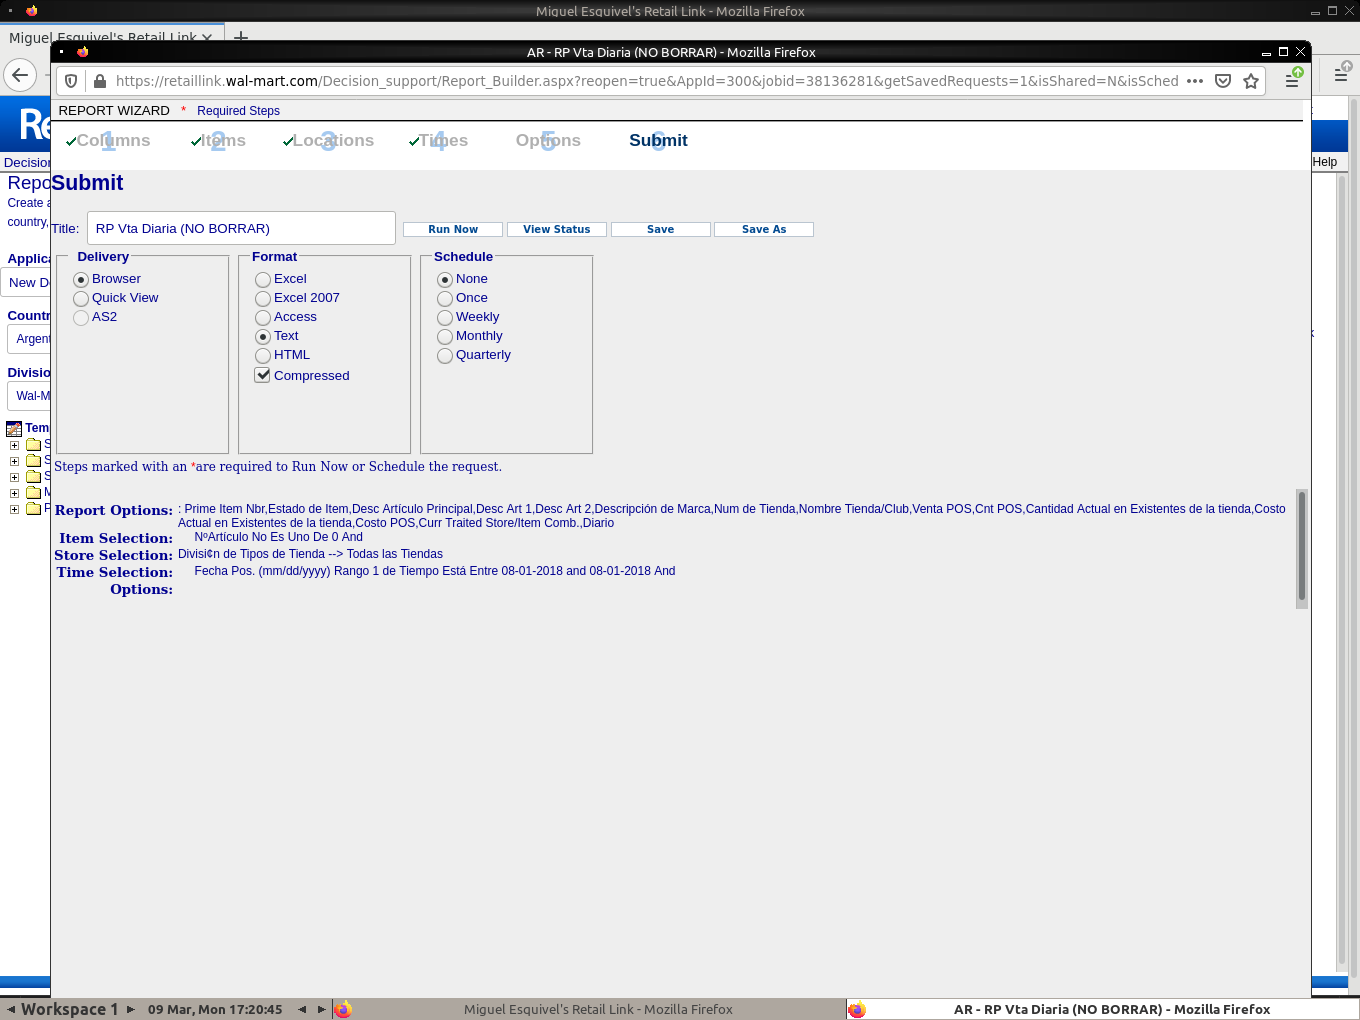 Miguel Esquivel's Retail Link - Mozilla Firefox
Miguel Esquivel's Retail Link
AR - RP Vta Diaria (NO BORRAR) - Mozilla Firefox
https://retaillink.wal-mart.com/Decision_support/Report_Builder.aspx?reopen=true&AppId=300&jobid=38136281&getSavedRequests=1&isShared=N&isSched
REPORT WIZARD * Required Steps
Columns 1 Items 2 Locations 3 Times 4 Options 5 Submit 6
Submit
Title: RP Vta Diaria (NO BORRAR) Run Now View Status Save Save As
Delivery
Browser
Quick View
AS2
Format
Excel
Excel 2007
Access
Text
HTML
Compressed
Schedule
None
Once
Weekly
Monthly
Quarterly
Steps marked with an *are required to Run Now or Schedule the request.
Report Options: : Prime Item Nbr,Estado de Item,Desc Artículo Principal,Desc Art 1,Desc Art 2,Descripción de Marca,Num de Tienda,Nombre Tienda/Club,Venta POS,Cnt POS,Cantidad Actual en Existentes de la tienda,Costo
Actual en Existentes de la tienda,Costo POS,Curr Traited Store/Item Comb.,Diario
Item Selection: NºArtículo No Es Uno De 0 And
Store Selection: Divisi¢n de Tipos de Tienda --> Todas las Tiendas
Time Selection: Fecha Pos. (mm/dd/yyyy) Rango 1 de Tiempo Está Entre 08-01-2018 and 08-01-2018 And
Options:
Re
Decision
Help
Repo
Create a
country,
Applica
New D
Countr
Argent
Divisio
Wal-M
Tem
S
S
S
M
P
Workspace 1 09 Mar, Mon 17:20:45 Miguel Esquivel's Retail Link - Mozilla Firefox AR - RP Vta Diaria (NO BORRAR) - Mozilla Firefox